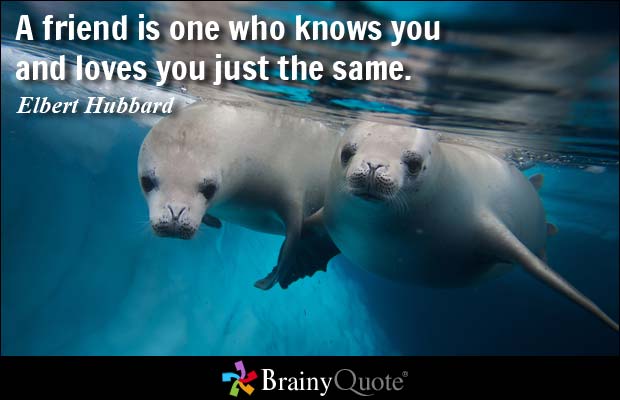 A friend is one who knows you
and loves you just the same.
Elbert Hubbard
BrainyQuote®